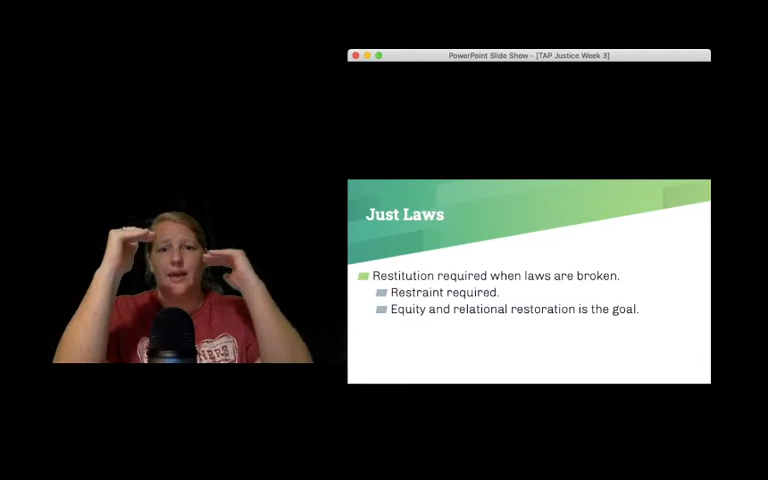 PowerPoint Slide Show - [TAP Justice Week 3]
Just Laws
Restitution required when laws are broken.
Restraint required.
Equity and relational restoration is the goal.